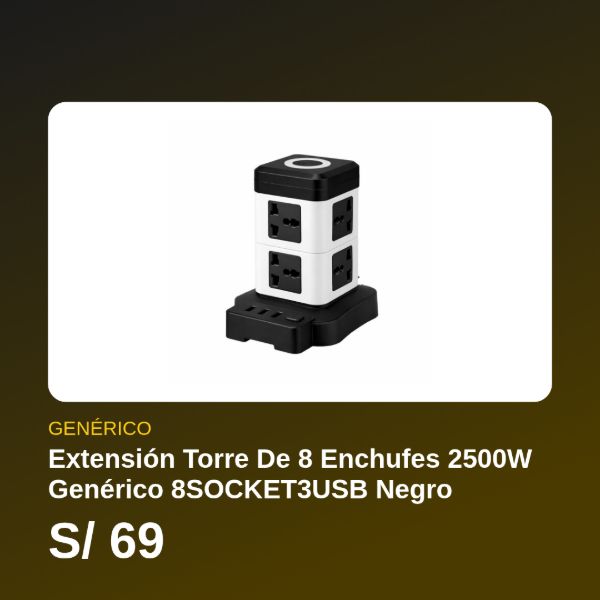 GENÉRICO
Extensión Torre De 8 Enchufes 2500W
Genérico 8SOCKET3USB Negro
S/ 69